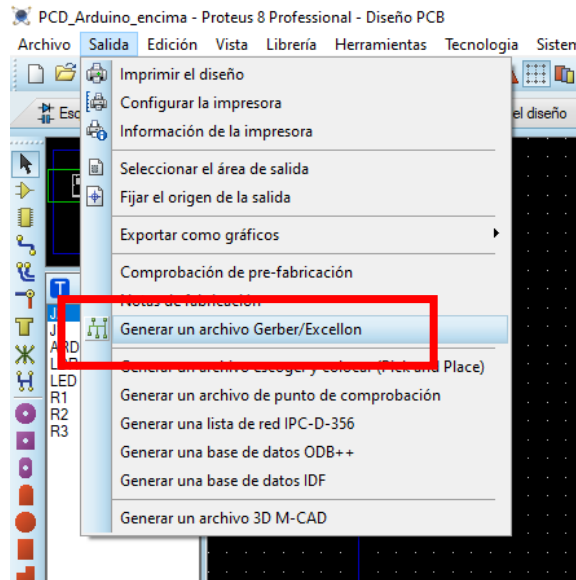 PCD_Arduino_encima - Proteus 8 Professional - Diseño PCB
Archivo Salida Edición Vista Librería Herramientas Tecnologia
Imprimir el diseño
Configurar la impresora
Información de la impresora
el diseño
Seleccionar el área de salida
Fijar el origen de la salida
Exportar como gráficos
Comprobación de pre-fabricación
Notas de fabricación
Generar un archivo Gerber/Excellon
Generar un archivo escoger y colocar (Pick and Place)
LED
Generar un archivo de punto de comprobación
R1
R2
Generar una lista de red IPC-D-356
R3
Generar una base de datos ODB++
Generar una base de datos IDF
Generar un archivo 3D M-CAD